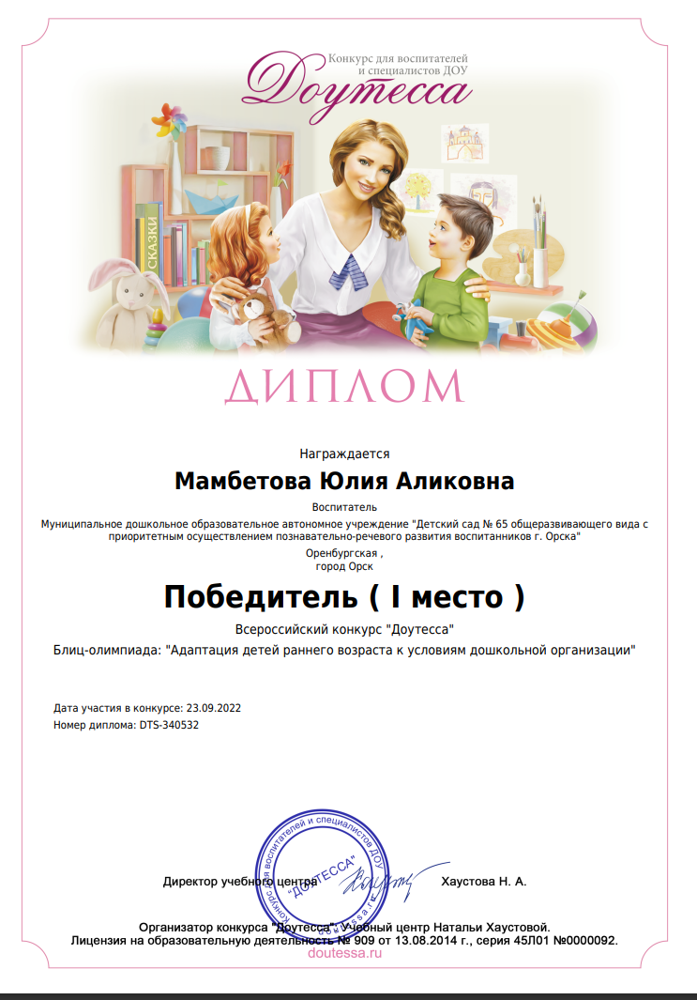 Конкурс для воспитателей
и специалистов ДОУ
Доутесса
СКАЗКИ
ДИПЛОМ
Награждается
Мамбетова Юлия Аликовна
Воспитатель
Муниципальное дошкольное образовательное автономное учреждение "Детский сад № 65 общеразвивающего вида с
приоритетным осуществлением познавательно-речевого развития воспитанников г. Орска"
Оренбургская ,
город Орск
Победитель ( I место )
Всероссийский конкурс "Доутесса"
Блиц-олимпиада: "Адаптация детей раннего возраста к условиям дошкольной организации"
Дата участия в конкурсе: 23.09.2022
Номер диплома: DTS-340532
Конкурс для воспитателей и специалистов ДОУ
"ДОУТЕССА"
doutessa.ru
Директор учебного центра
Хаустова Н. А.
Организатор конкурса "Доутесса": Учебный центр Натальи Хаустовой.
Лицензия на образовательную деятельность № 909 от 13.08.2014 г., серия 45Л01 №0000092.
doutessa.ru